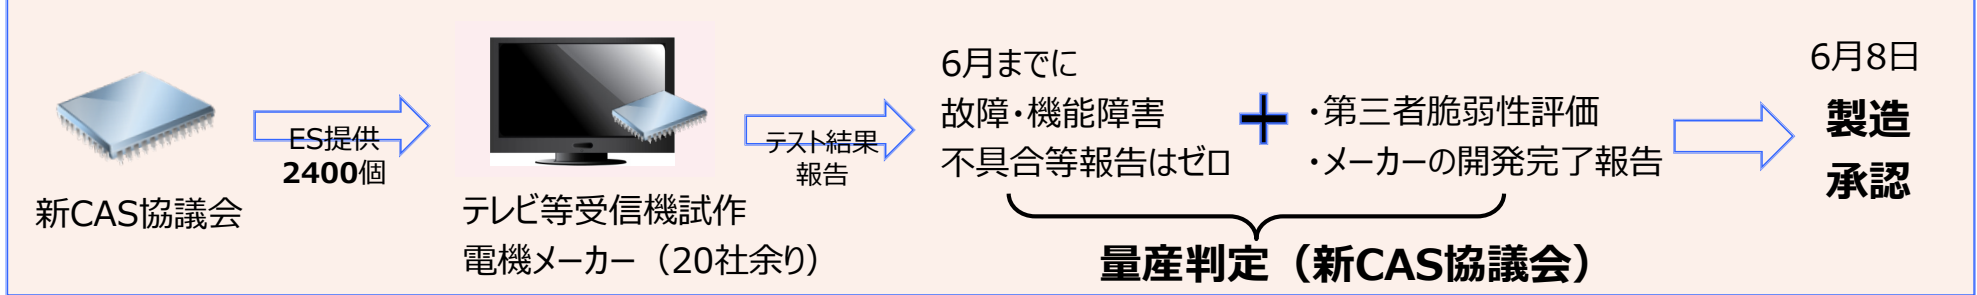 新CAS協議会
ES提供
2400個
テレビ等受信機試作
電機メーカー（20社余り）
テスト結果
報告
6月までに
故障・機能障害
不具合等報告はゼロ
+
・第三者脆弱性評価
・メーカーの開発完了報告
量産判定（新CAS協議会）
6月8日
製造
承認